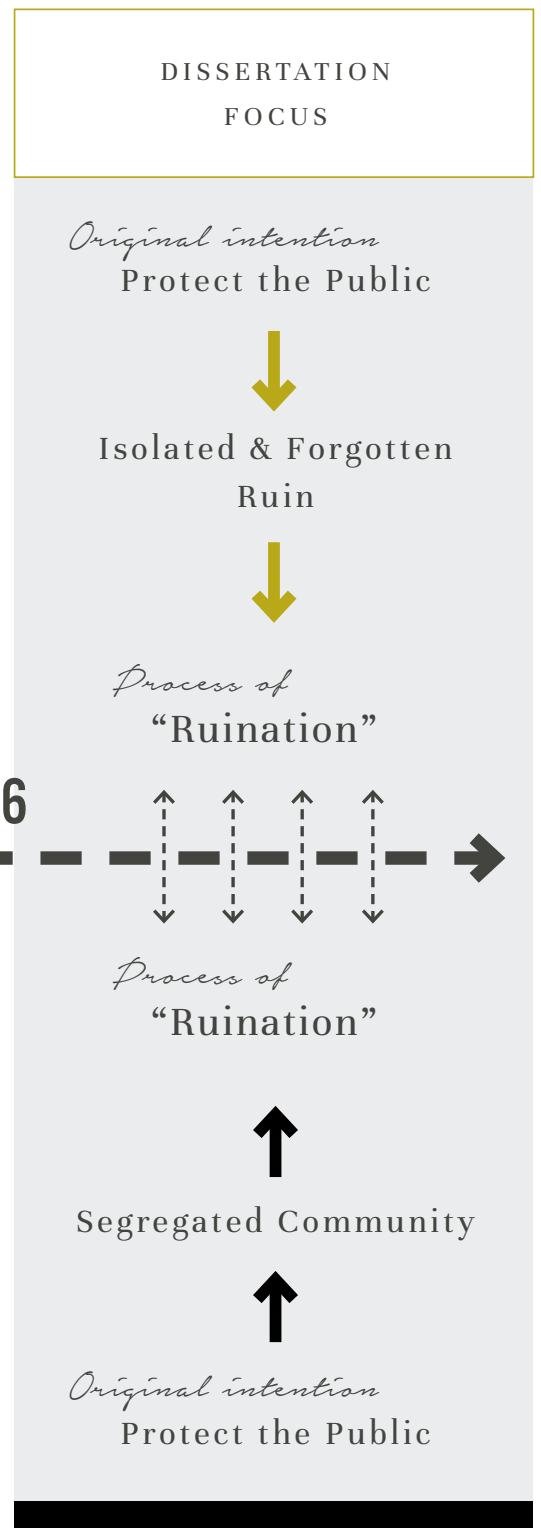 DISSERTATION
FOCUS
Original intention
Protect the Public
Isolated & Forgotten
Ruin
Process of
“Ruination”
6
Process of
“Ruination”
Segregated Community
Original intention
Protect the Public